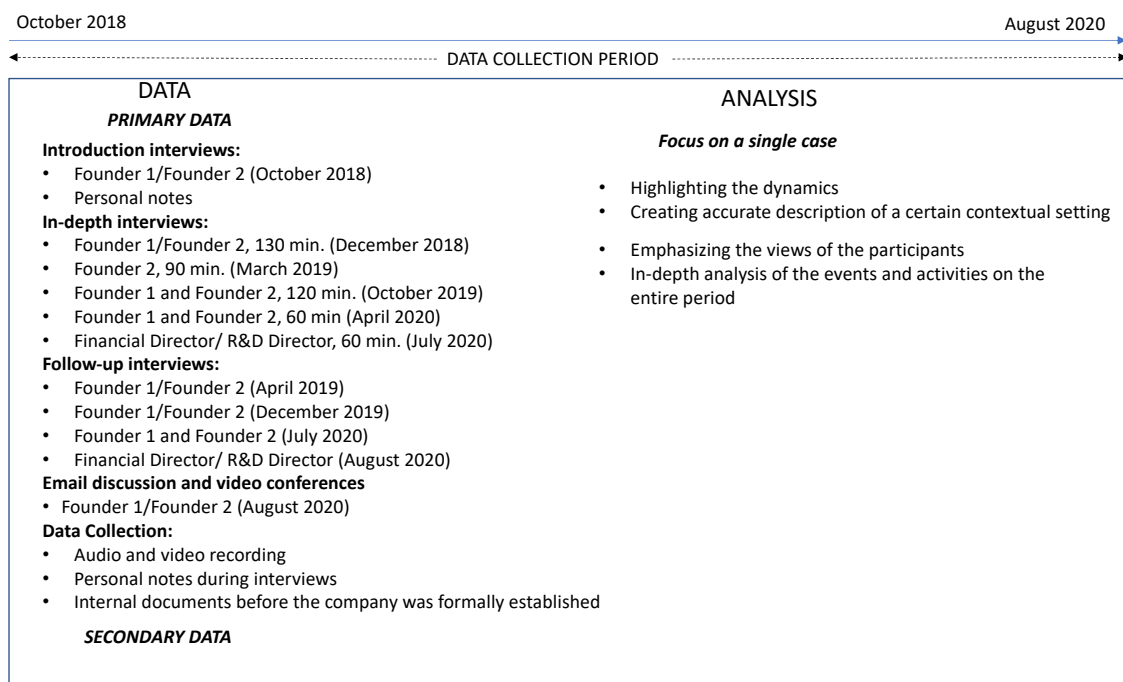 October 2018
August 2020
DATA COLLECTION PERIOD
DATA
PRIMARY DATA
Introduction interviews:
• Founder 1/Founder 2 (October 2018)
• Personal notes
In-depth interviews:
• Founder 1/Founder 2, 130 min. (December 2018)
• Founder 2, 90 min. (March 2019)
• Founder 1 and Founder 2, 120 min. (October 2019)
• Founder 1 and Founder 2, 60 min (April 2020)
• Financial Director/ R&D Director, 60 min. (July 2020)
Follow-up interviews:
• Founder 1/Founder 2 (April 2019)
• Founder 1/Founder 2 (December 2019)
• Founder 1 and Founder 2 (July 2020)
• Financial Director/ R&D Director (August 2020)
Email discussion and video conferences
• Founder 1/Founder 2 (August 2020)
Data Collection:
• Audio and video recording
• Personal notes during interviews
• Internal documents before the company was formally established
SECONDARY DATA
ANALYSIS
Focus on a single case
• Highlighting the dynamics
• Creating accurate description of a certain contextual setting
• Emphasizing the views of the participants
• In-depth analysis of the events and activities on the
entire period